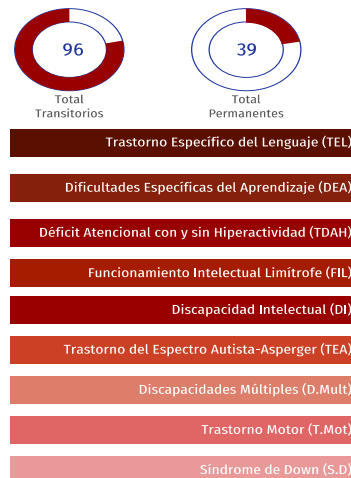 96
39
Total
Transitorios
Total
Permanentes
Trastorno Específico del Lenguaje (TEL)
Dificultades Específicas del Aprendizaje (DEA)
Déficit Atencional con y sin Hiperactividad (TDAH)
Funcionamiento Intelectual Limítrofe (FIL)
Discapacidad Intelectual (DI)
Trastorno del Espectro Autista-Asperger (TEA)
Discapacidades Múltiples (D.Mult)
Trastorno Motor (T.Mot)
Síndrome de Down (S.D)